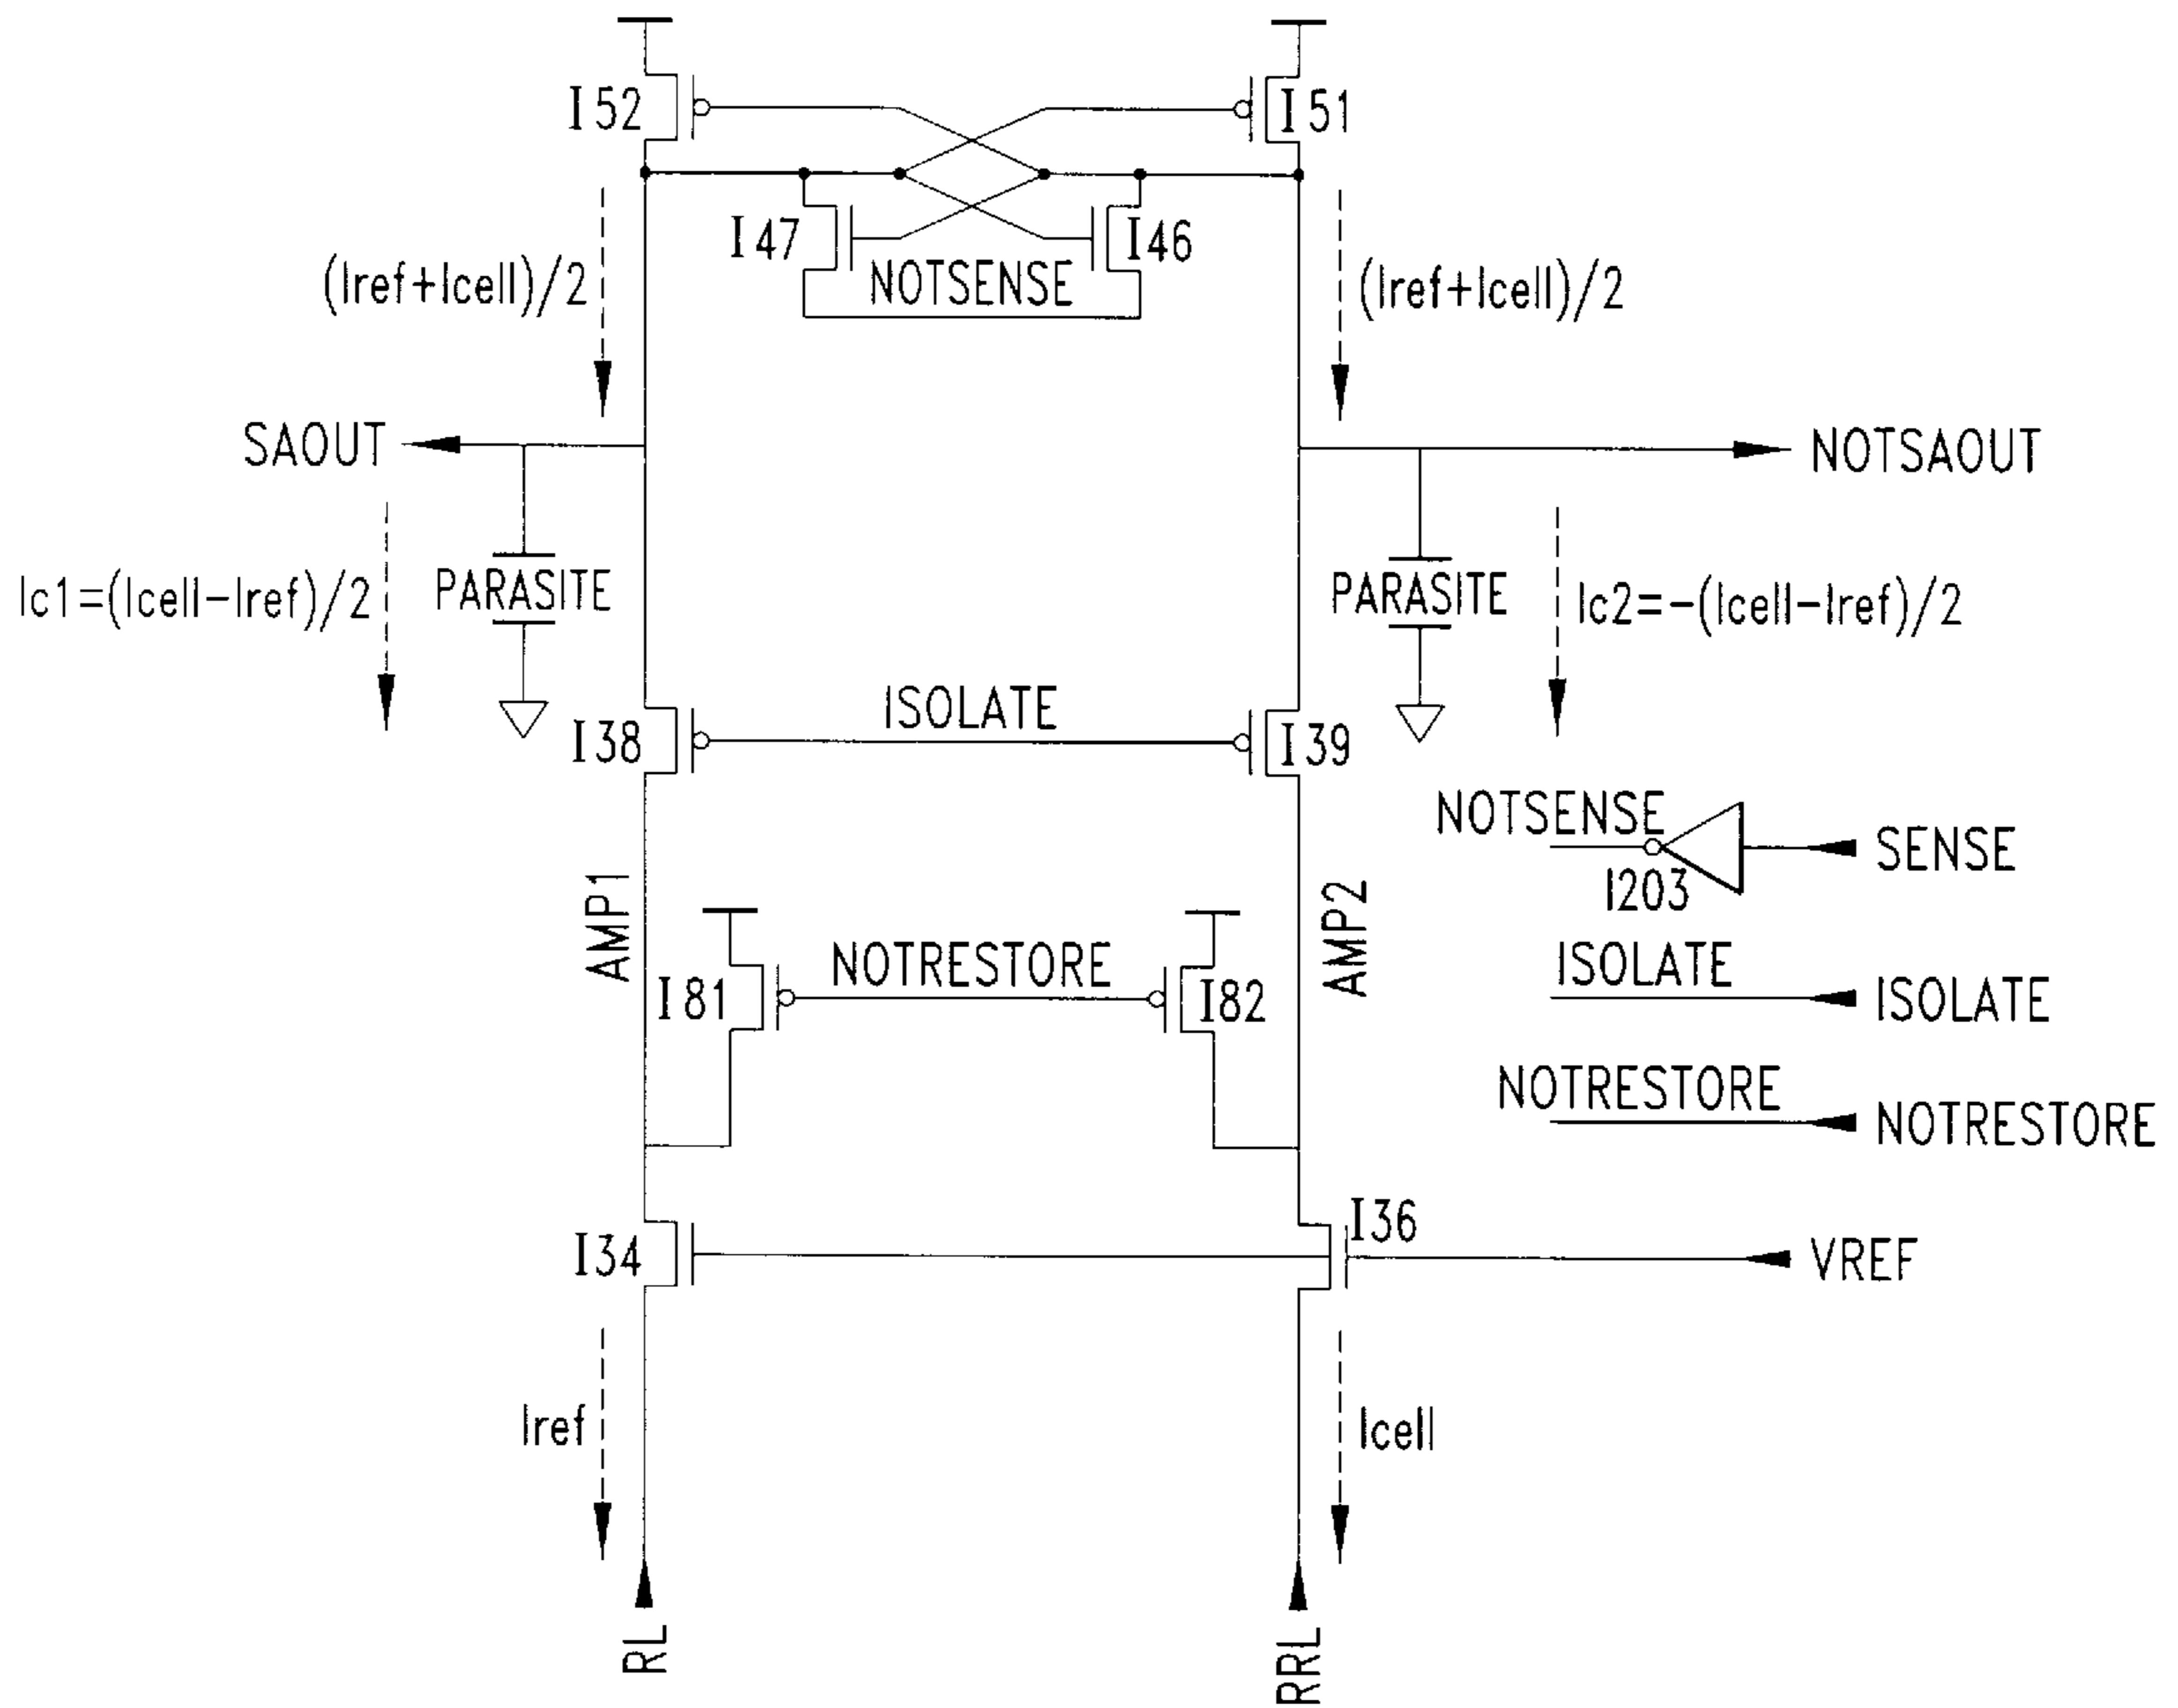 I52
I51
I47
I46
NOTSENSE
(Iref+Icell)/2
(Iref+Icell)/2
SAOUT
NOTSAOUT
Ic1=(Icell-Iref)/2
PARASITE
PARASITE
Ic2=-(Icell-Iref)/2
ISOLATE
I38
I39
NOTSENSE
SENSE
I203
AMP1
AMP2
NOTRESTORE
I81
I82
ISOLATE
ISOLATE
NOTRESTORE
NOTRESTORE
I34
I36
VREF
Iref
Icell
RL
RRL